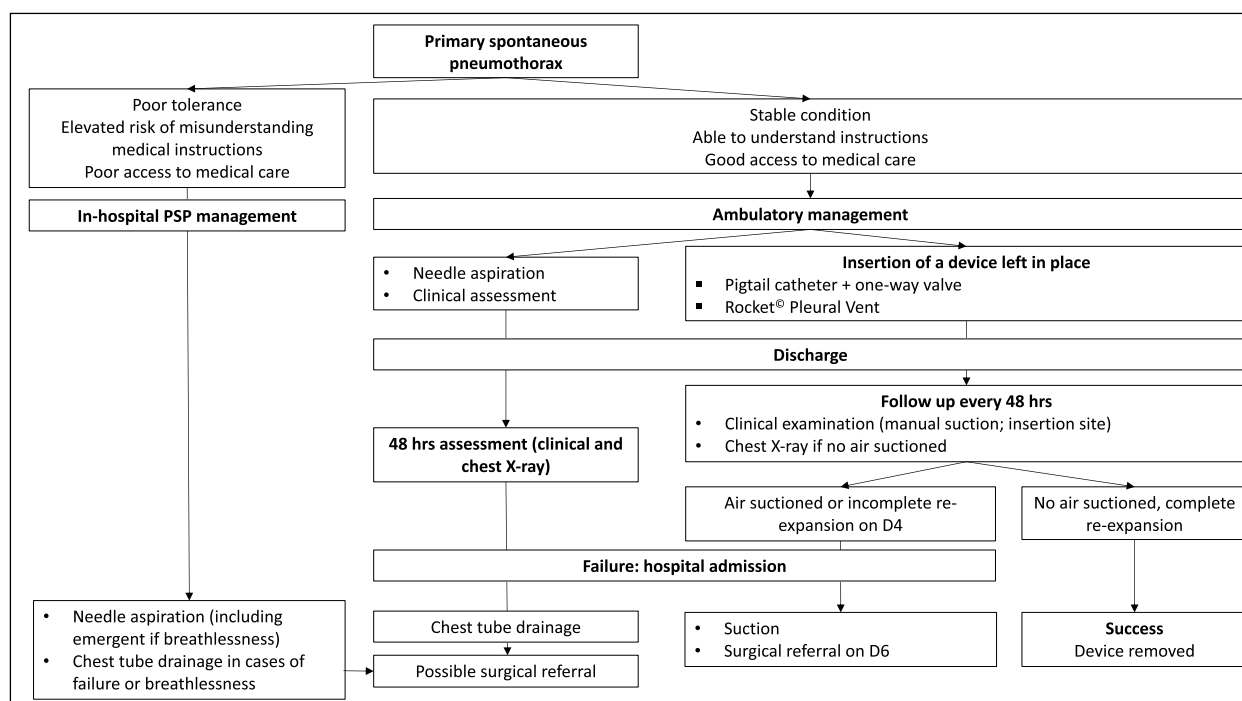 Primary spontaneous
pneumothorax
Poor tolerance
Elevated risk of misunderstanding
medical instructions
Poor access to medical care
Stable condition
Able to understand instructions
Good access to medical care
In-hospital PSP management
Ambulatory management
• Needle aspiration
• Clinical assessment
Insertion of a device left in place
▪ Pigtail catheter + one-way valve
▪ Rocket© Pleural Vent
Discharge
Follow up every 48 hrs
• Clinical examination (manual suction; insertion site)
• Chest X-ray if no air suctioned
48 hrs assessment (clinical and
chest X-ray)
Air suctioned or incomplete re-
expansion on D4
No air suctioned, complete
re-expansion
Failure: hospital admission
• Needle aspiration (including
emergent if breathlessness)
• Chest tube drainage in cases of
failure or breathlessness
Chest tube drainage
Possible surgical referral
• Suction
• Surgical referral on D6
Success
Device removed